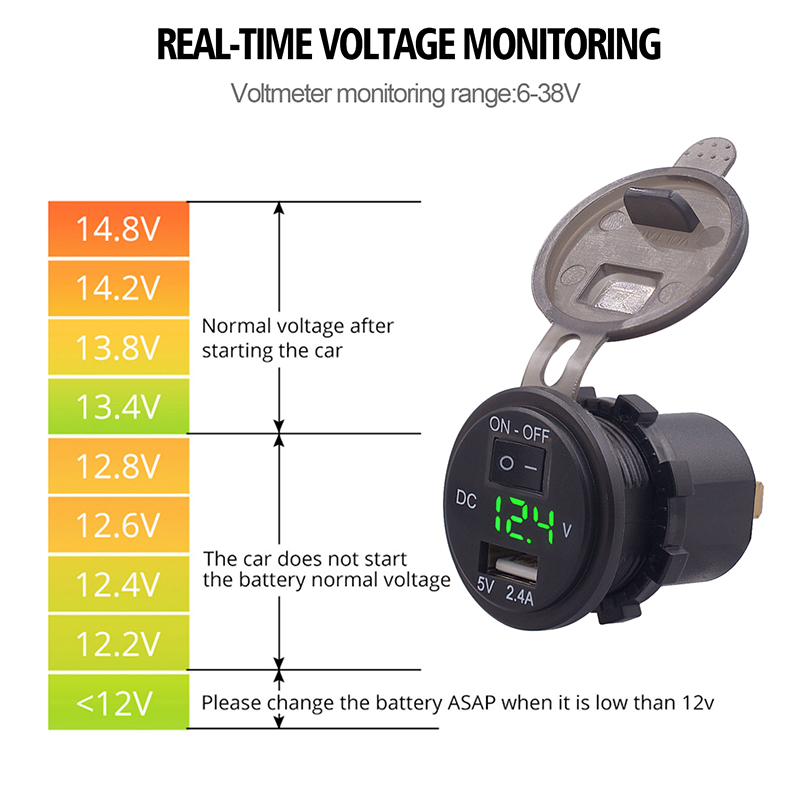 REAL-TIME VOLTAGE MONITORING
Voltmeter monitoring range:6-38V
14.8V
14.2V
13.8V
13.4V
Normal voltage after
starting the car
12.8V
12.6V
12.4V
12.2V
The car does not start
the battery normal voltage
<12V
Please change the battery ASAP when it is low than 12v
ON - OFF
DC
12.4
V
5V 2.4A